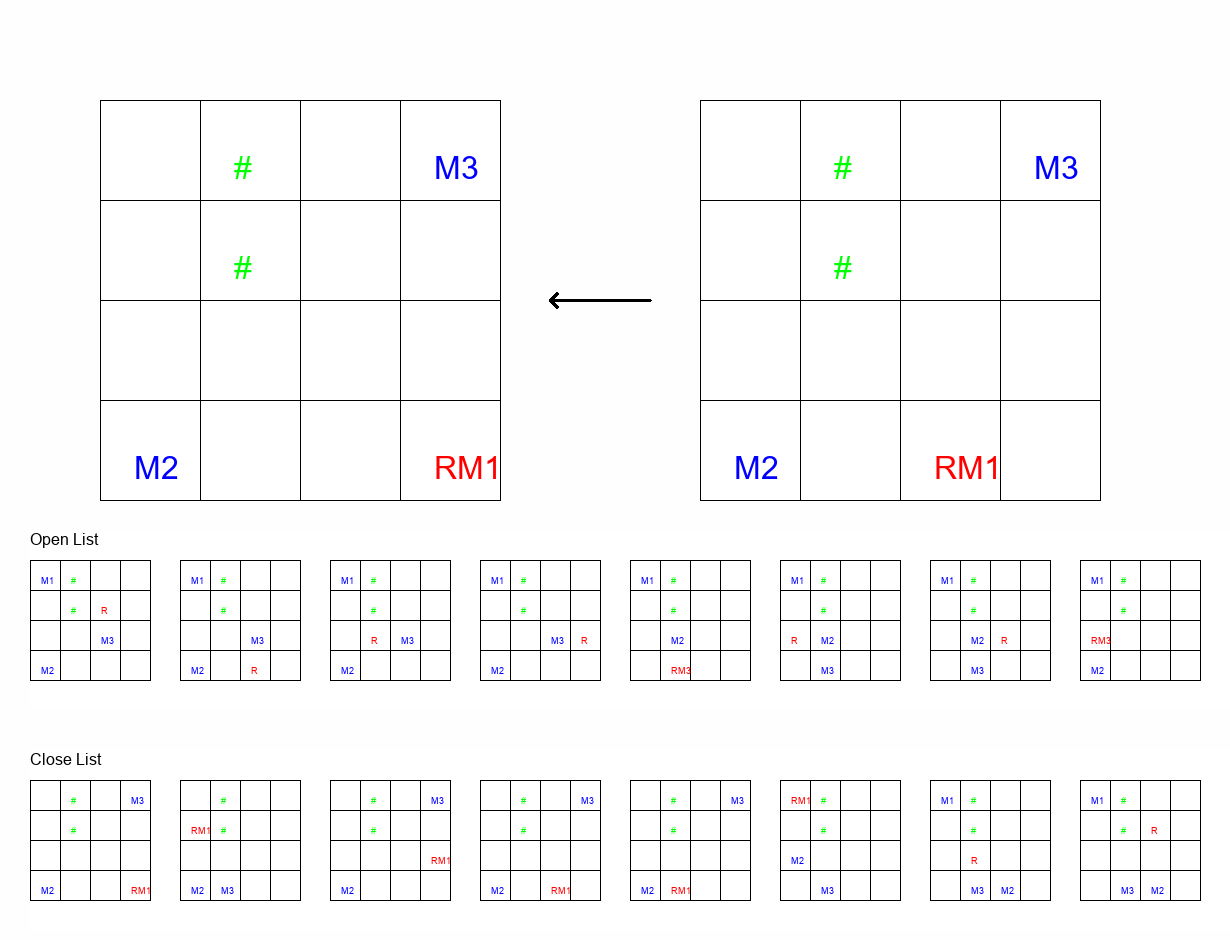 # M3 # M3
# #
M2 RM1 M2 RM1
Open List
M1 # M1 # M1 # M1 # M1 # M1 # M1 # M1 #
# R # # # # # # #
M3 M3 R M3 M3 R M2 R M2 M2 R RM3
M2 M2 R M2 M2 RM3 M3 M3 M2
Close List
# M3 # # M3 # M3 # M3 RM1 # M1 # M1 #
# RM1 # # # # # # # R
RM1 M2 R
M2 RM1 M2 M3 M2 M2 RM1 M2 RM1 M3 M3 M2 M3 M2